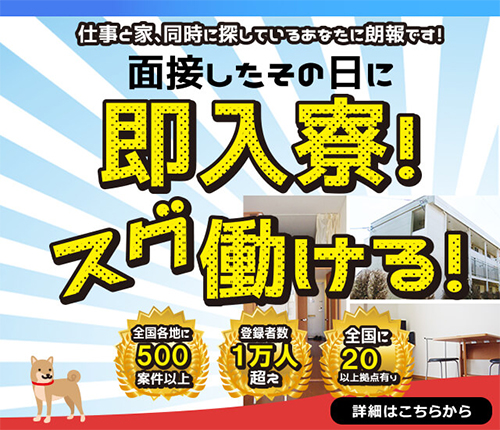 仕事と家、同時に探しているあなたに朗報です!
面接したその日に
即入寮!
スグ働ける!
全国各地に
500
案件以上
登録者数
1万人
超え
全国に
20
以上拠点有り
詳細はこちらから